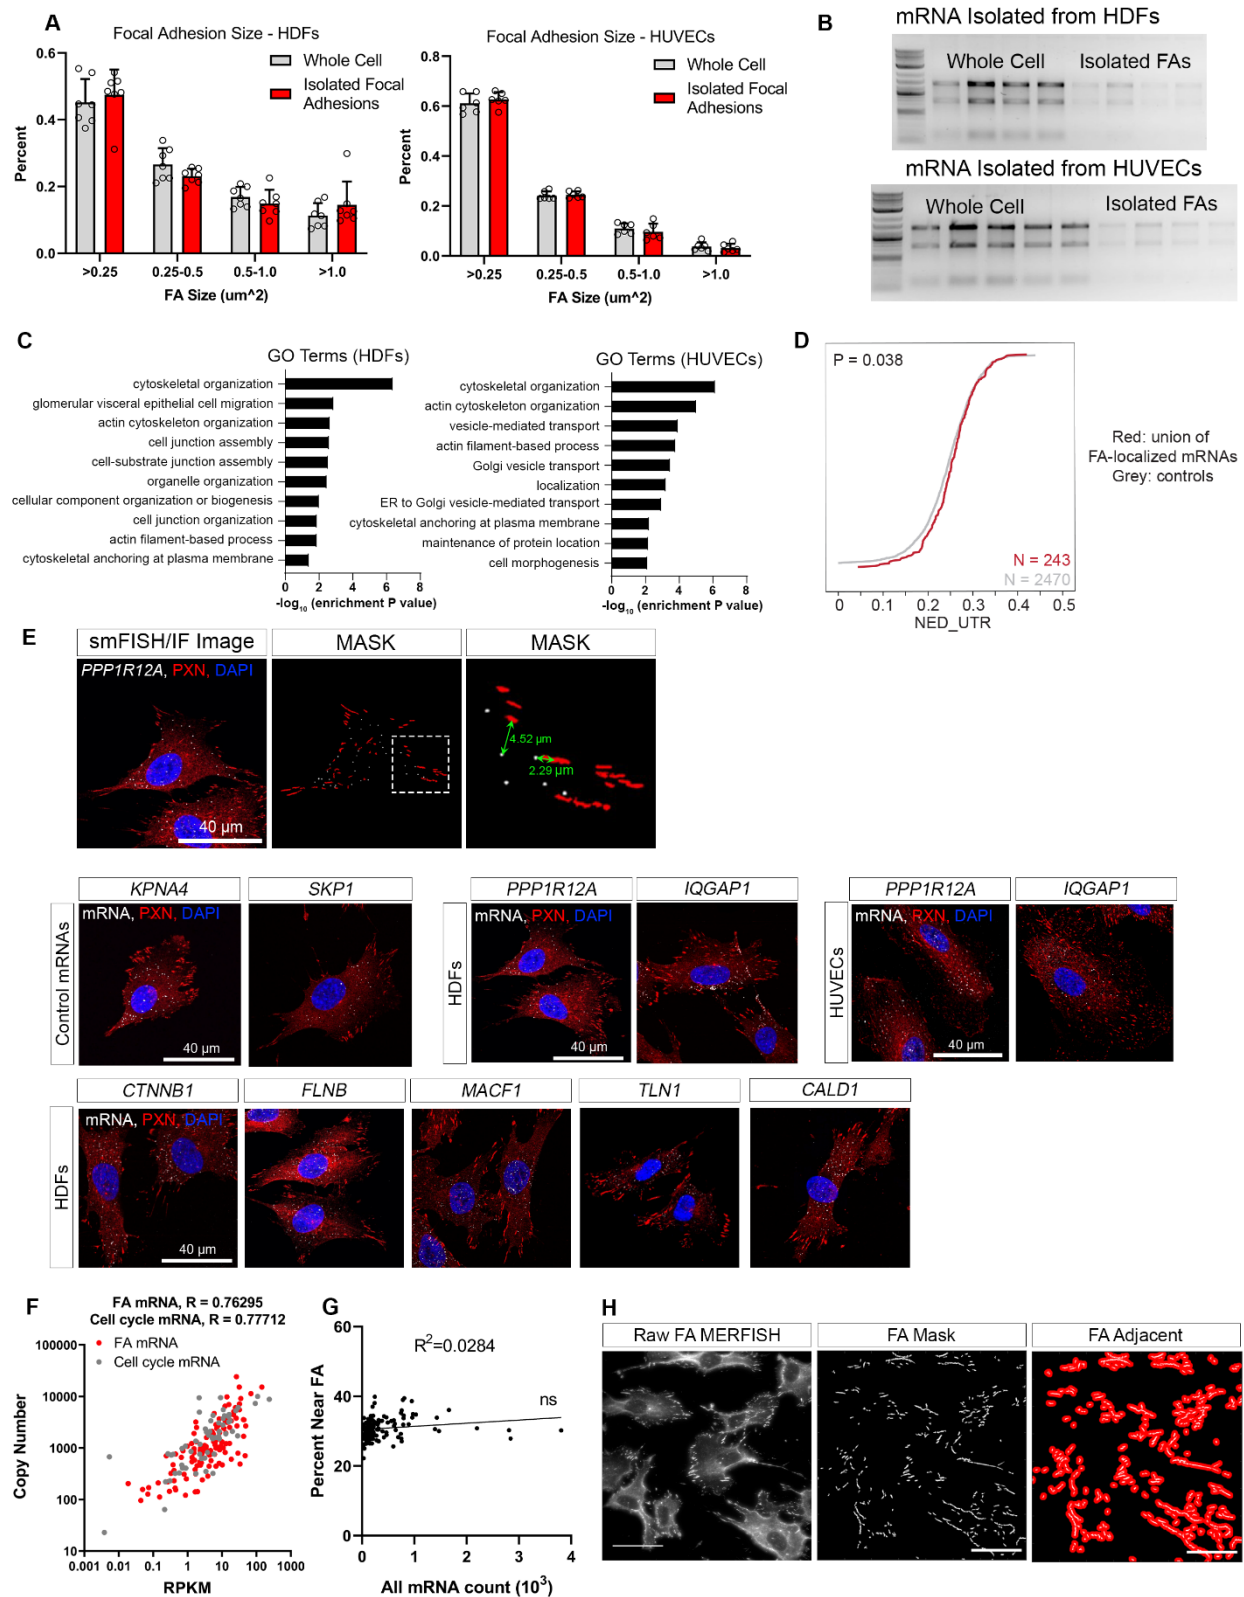 A
Focal Adhesion Size - HDFs
Whole Cell
Isolated Focal
Adhesions
0.6
0.4
0.2
0.0
Percent
>0.25
0.25-0.5
0.5-1.0
>1.0
FA Size (um^2)
Focal Adhesion Size - HUVECs
Whole Cell
Isolated Focal
Adhesions
0.8
0.6
0.4
0.2
0.0
Percent
>0.25
0.25-0.5
0.5-1.0
>1.0
FA Size (um^2)
B
mRNA Isolated from HDFs
Whole Cell
Isolated FAs
mRNA Isolated from HUVECs
Whole Cell
Isolated FAs
C
GO Terms (HDFs)
cytoskeletal organization
glomerular visceral epithelial cell migration
actin cytoskeleton organization
cell junction assembly
cell-substrate junction assembly
organelle organization
cellular component organization or biogenesis
cell junction organization
actin filament-based process
cytoskeletal anchoring at plasma membrane
0 2 4 6 8
-log10 (enrichment P value)
GO Terms (HUVECs)
cytoskeletal organization
actin cytoskeleton organization
vesicle-mediated transport
actin filament-based process
Golgi vesicle transport
localization
ER to Golgi vesicle-mediated transport
cytoskeletal anchoring at plasma membrane
maintenance of protein location
cell morphogenesis
0 2 4 6 8
-log10 (enrichment P value)
D
P = 0.038
Red: union of
FA-localized mRNAs
Grey: controls
N = 243
N = 2470
0 0.1 0.2 0.3 0.4 0.5
NED_UTR
E
smFISH/IF Image
MASK
MASK
PPP1R12A, PXN, DAPI
40 µm
4.52 µm
2.29 µm
Control mRNAs
KPNA4
SKP1
mRNA, PXN, DAPI
40 µm
HDFs
PPP1R12A
IQGAP1
mRNA, PXN, DAPI
HUVECs
PPP1R12A
IQGAP1
mRNA, PXN, DAPI
40 µm
HDFs
CTNNB1
FLNB
MACF1
TLN1
CALD1
mRNA, PXN, DAPI
40 µm
F
FA mRNA, R = 0.76295
Cell cycle mRNA, R = 0.77712
FA mRNA
Cell cycle mRNA
100000
10000
1000
100
10
Copy Number
0.001 0.01 0.1 1 10 100 1000
RPKM
G
R2=0.0284
ns
60
40
20
0
Percent Near FA
0 1 2 3 4
All mRNA count (103)
H
Raw FA MERFISH
FA Mask
FA Adjacent